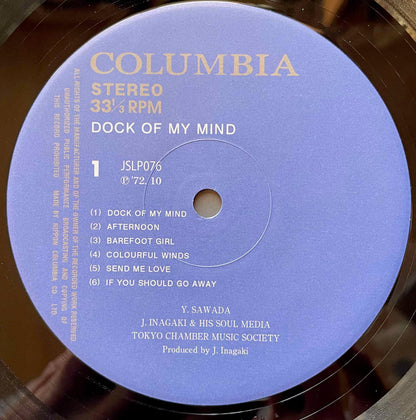 COLUMBIA
STEREO
33 1/3 RPM
DOCK OF MY MIND
1
JSLP076
Ⓟ '72. 10
(1) DOCK OF MY MIND
(2) AFTERNOON
(3) BAREFOOT GIRL
(4) COLOURFUL WINDS
(5) SEND ME LOVE
(6) IF YOU SHOULD GO AWAY
Y. SAWADA
J. INAGAKI & HIS SOUL MEDIA
TOKYO CHAMBER MUSIC SOCIETY
Produced by J. Inagaki
ALL RIGHTS OF THE MANUFACTURER AND OF THE OWNER OF THE RECORDED WORK RESERVED
UNAUTHORIZED PUBLIC PERFORMANCE BROADCASTING AND COPYING OF
THIS RECORD PROHIBITED MADE BY NIPPON COLUMBIA CO. LTD.